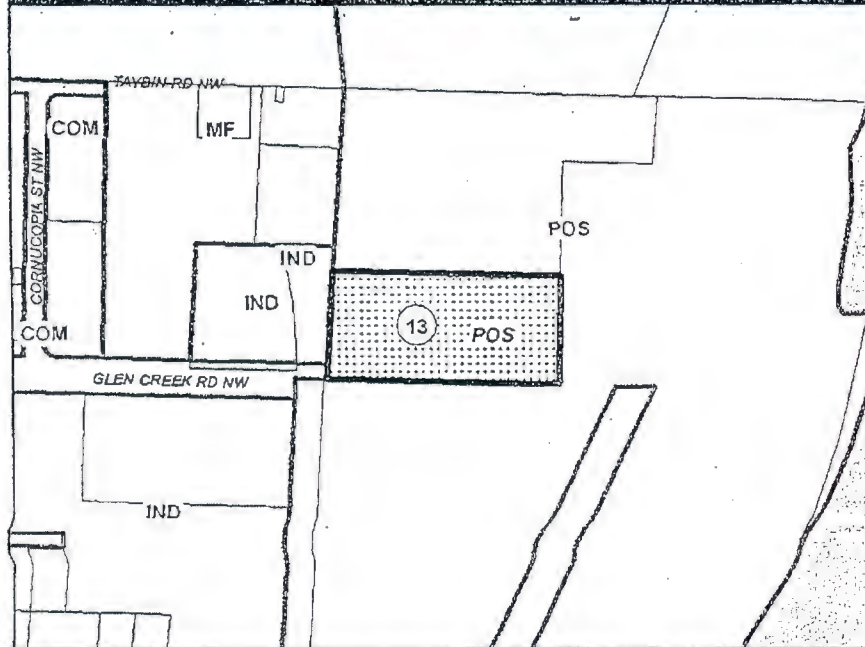 TAYBIN RD NW
COM
MF
CORNUCOPIA ST NW
POS
IND
IND
13
POS
COM
GLEN CREEK RD NW
IND